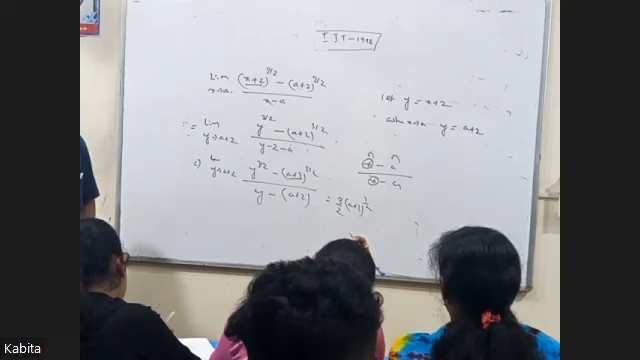 IIT-1998
Lim x→a (x+2)^3/2 - (a+2)^3/2 / x-a
let y = x+2
as x→a y = a+2
= Lim y→a+2 y^3/2 - (a+2)^3/2 / y-2-a
⇒ Lim y→a+2 y^3/2 - (a+2)^3/2 / y-(a+2) = 3/2 (a+2)^1/2
x^n - a^n / x - a
Kabita